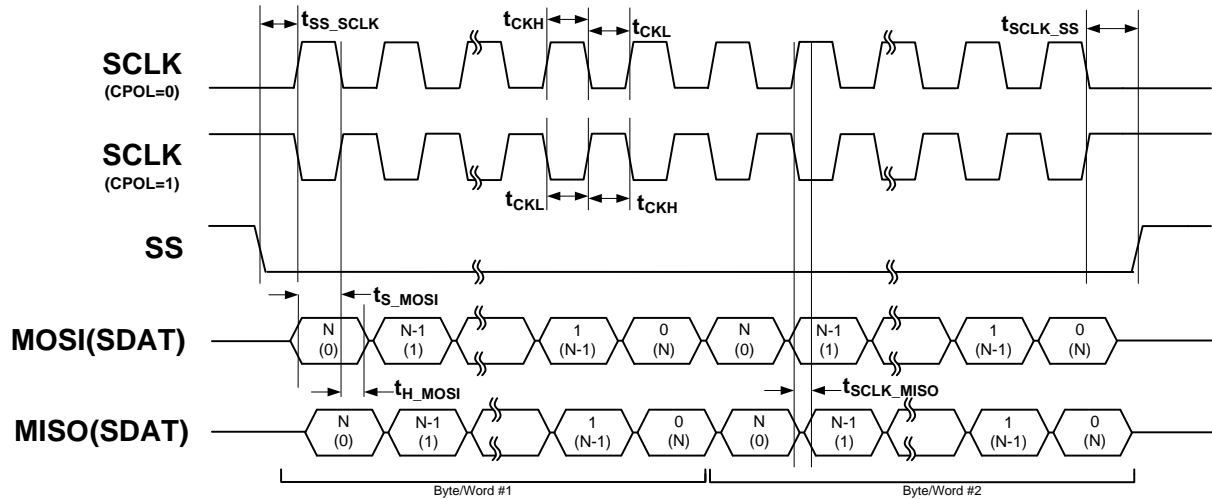 tSS_SCLK
tCKH
tCKL
tSCLK_SS
SCLK
(CPOL=0)
SCLK
(CPOL=1)
tCKL
tCKH
SS
tS_MOSI
MOSI(SDAT)
N
(0)
N-1
(1)
1
(N-1)
0
(N)
N
(0)
N-1
(1)
1
(N-1)
0
(N)
tH_MOSI
tSCLK_MISO
MISO(SDAT)
N
(0)
N-1
(1)
1
(N-1)
0
(N)
N
(0)
N-1
(1)
1
(N-1)
0
(N)
Byte/Word #1
Byte/Word #2